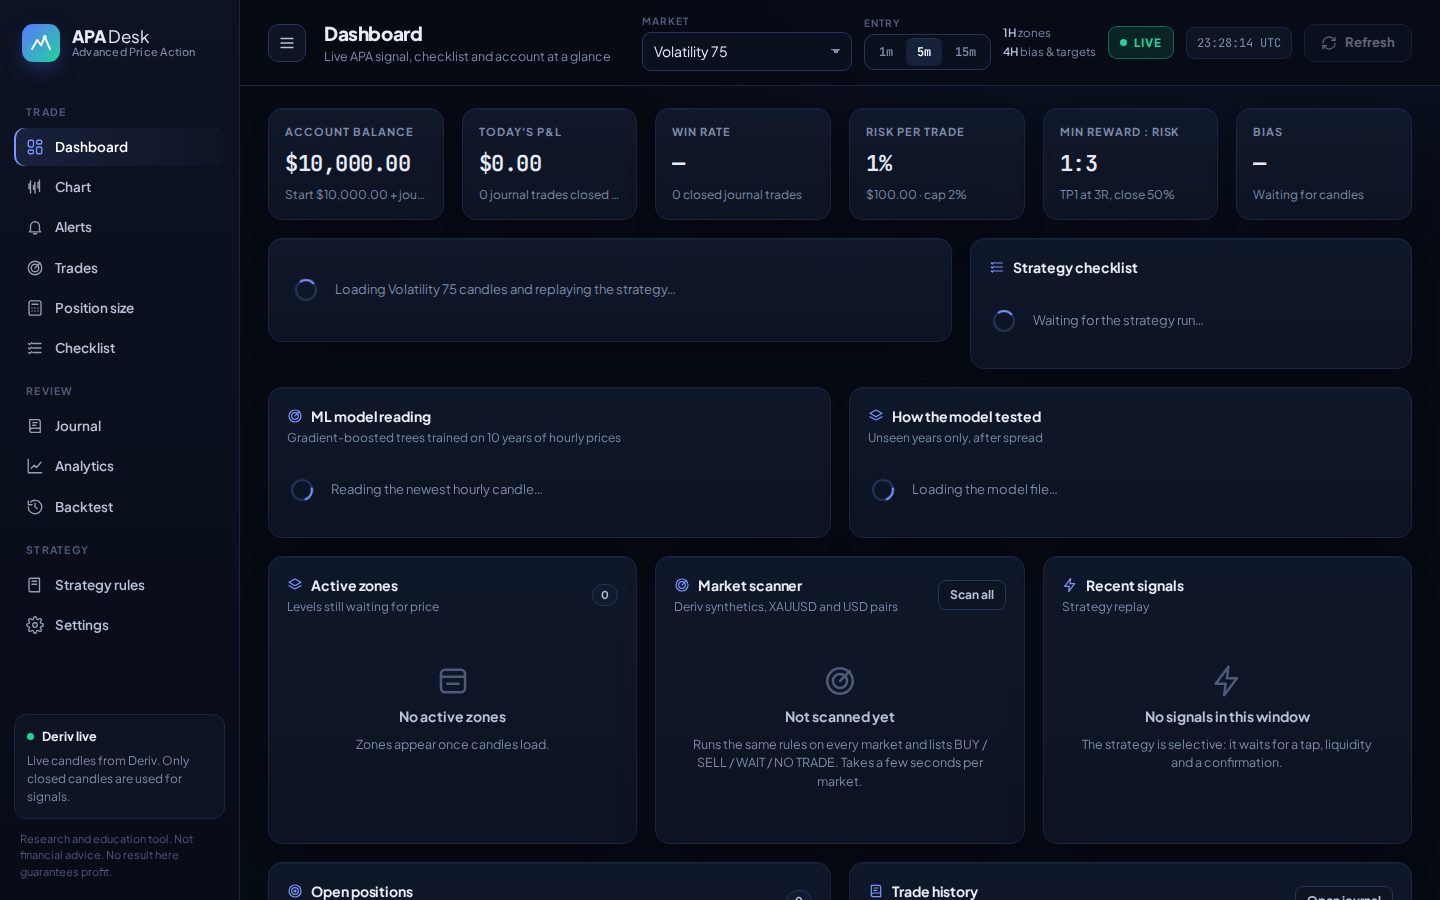 APA Desk
Advanced Price Action
TRADE
Dashboard
Chart
Alerts
Trades
Position size
Checklist
REVIEW
Journal
Analytics
Backtest
STRATEGY
Strategy rules
Settings
Deriv live
Live candles from Deriv. Only
closed candles are used for
signals.
Research and education tool. Not
financial advice. No result here
guarantees profit.
Dashboard
Live APA signal, checklist and account at a glance
MARKET
Volatility 75
ENTRY
1m 5m 15m
1H zones
4H bias & targets
LIVE
23:28:14 UTC
Refresh
ACCOUNT BALANCE
$10,000.00
Start $10,000.00 + jou…
TODAY'S P&L
$0.00
0 journal trades closed …
WIN RATE
—
0 closed journal trades
RISK PER TRADE
1%
$100.00 · cap 2%
MIN REWARD : RISK
1:3
TP1 at 3R, close 50%
BIAS
—
Waiting for candles
Loading Volatility 75 candles and replaying the strategy…
Strategy checklist
Waiting for the strategy run…
ML model reading
Gradient-boosted trees trained on 10 years of hourly prices
Reading the newest hourly candle…
How the model tested
Unseen years only, after spread
Loading the model file…
Active zones
Levels still waiting for price
0
No active zones
Zones appear once candles load.
Market scanner
Deriv synthetics, XAUUSD and USD pairs
Scan all
Not scanned yet
Runs the same rules on every market and lists BUY /
SELL / WAIT / NO TRADE. Takes a few seconds per
market.
Recent signals
Strategy replay
No signals in this window
The strategy is selective: it waits for a tap, liquidity
and a confirmation.
Open positions
0
Trade history
Open journal